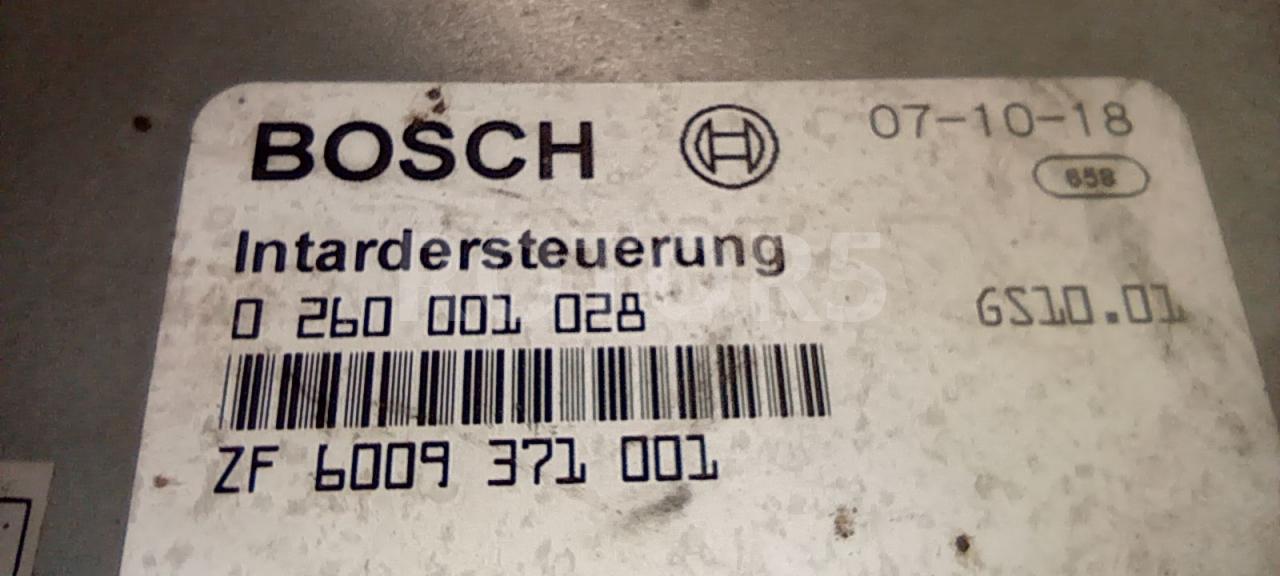 BOSCH
07-10-18
658
Intardersteuerung
0 260 001 028
GS10.01
ZF 6009 371 001